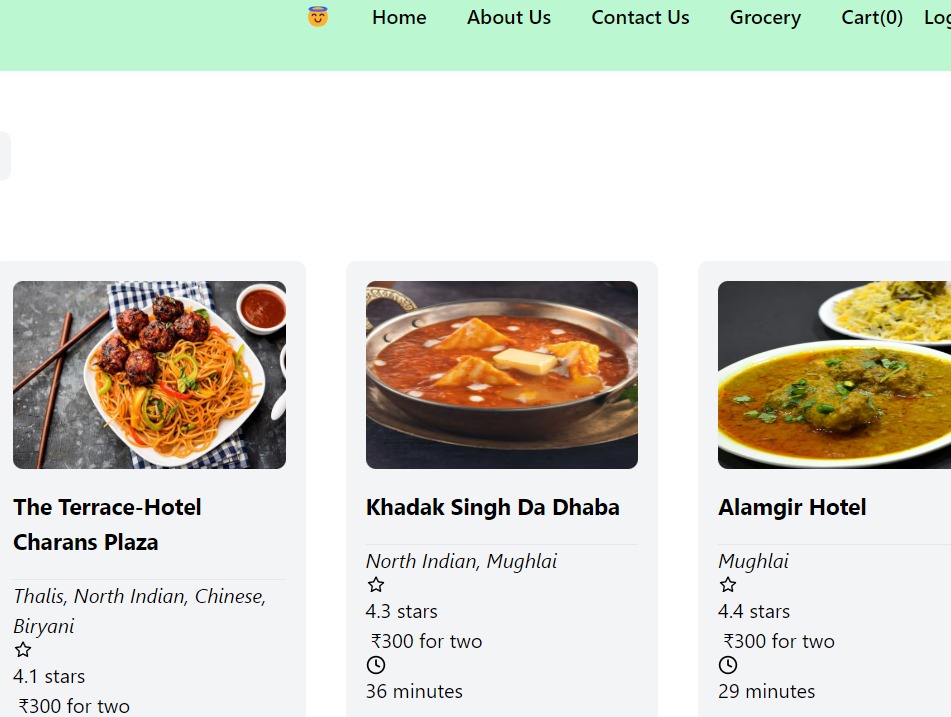 Home About Us Contact Us Grocery Cart(0)
The Terrace-Hotel
Charans Plaza
Thalis, North Indian, Chinese,
Biryani
4.1 stars
₹300 for two
Khadak Singh Da Dhaba
North Indian, Mughlai
4.3 stars
₹300 for two
36 minutes
Alamgir Hotel
Mughlai
4.4 stars
₹300 for two
29 minutes